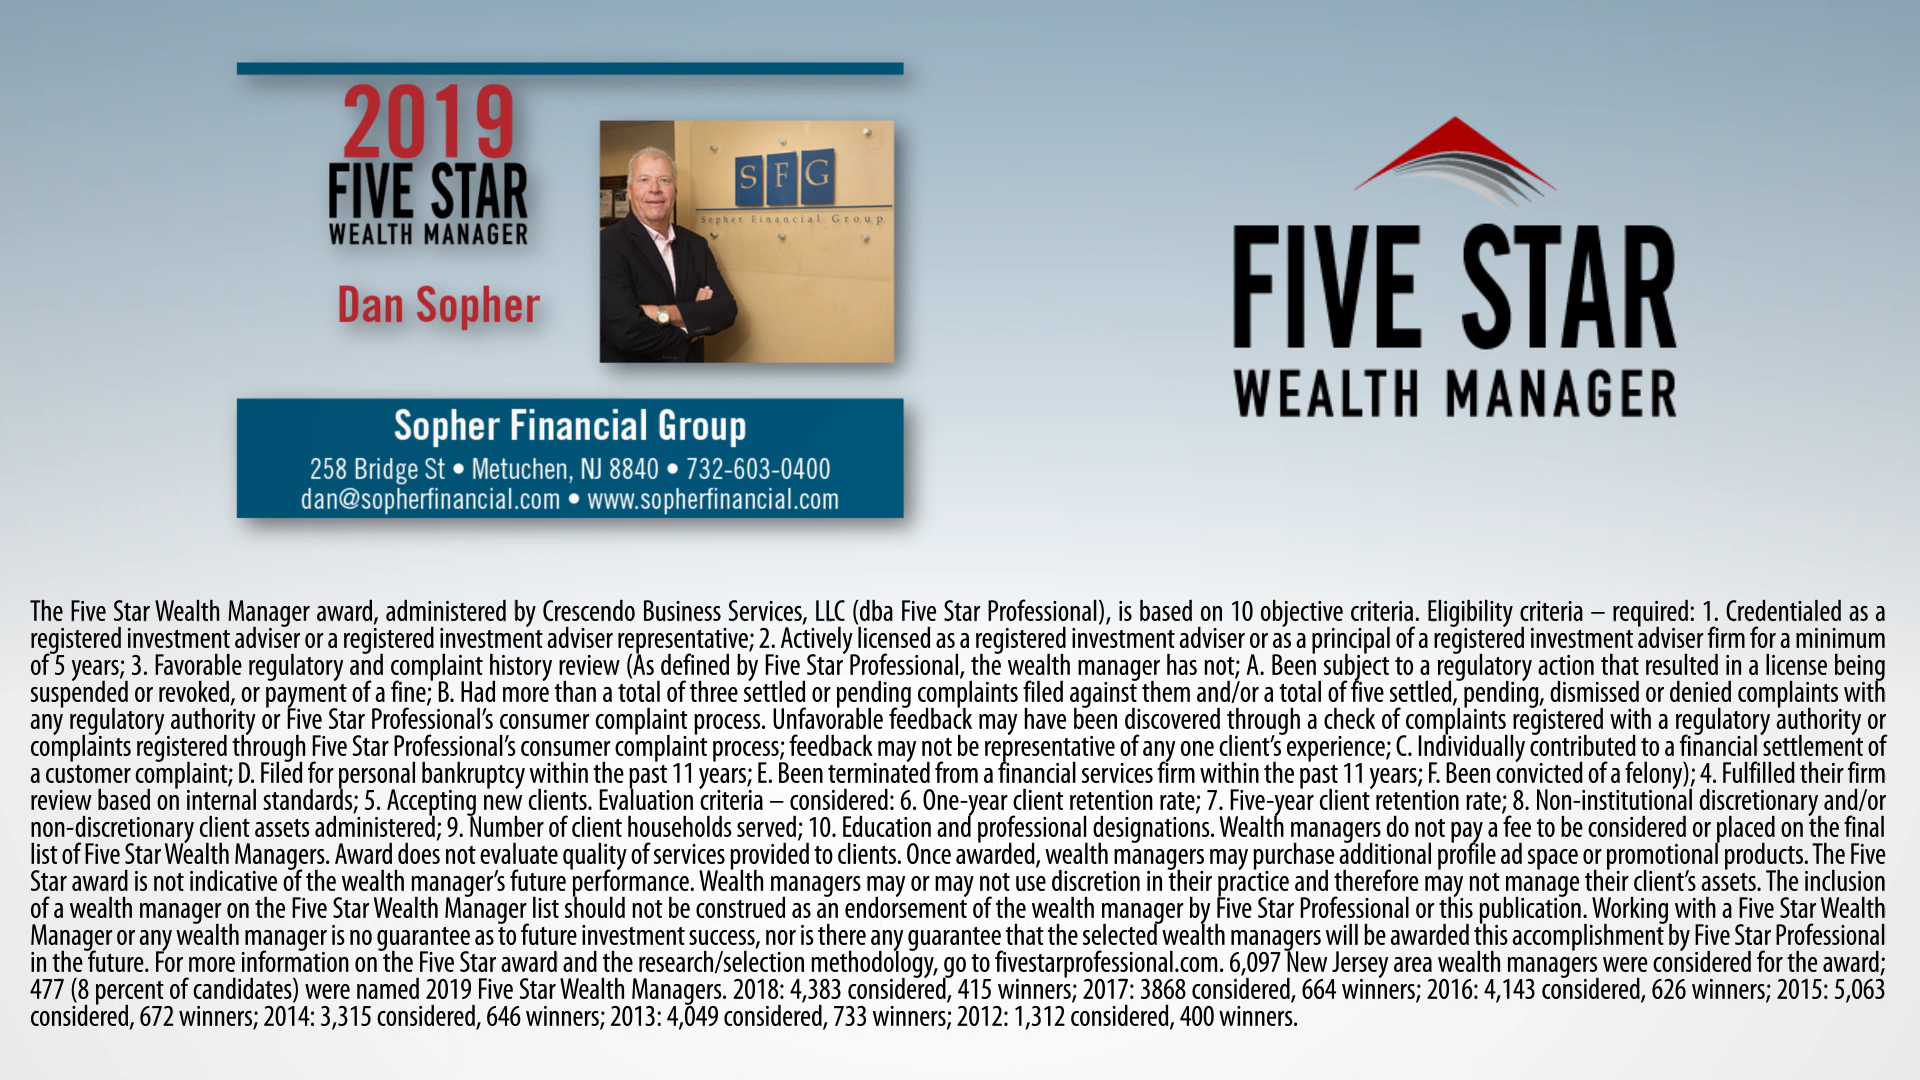 2019
FIVE STAR
WEALTH MANAGER
Dan Sopher
S F G
Sopher Financial Group
Sopher Financial Group
258 Bridge St • Metuchen, NJ 8840 • 732-603-0400
dan@sopherfinancial.com • www.sopherfinancial.com
FIVE STAR
WEALTH MANAGER
The Five Star Wealth Manager award, administered by Crescendo Business Services, LLC (dba Five Star Professional), is based on 10 objective criteria. Eligibility criteria – required: 1. Credentialed as a
registered investment adviser or a registered investment adviser representative; 2. Actively licensed as a registered investment adviser or as a principal of a registered investment adviser firm for a minimum
of 5 years; 3. Favorable regulatory and complaint history review (As defined by Five Star Professional, the wealth manager has not; A. Been subject to a regulatory action that resulted in a license being
suspended or revoked, or payment of a fine; B. Had more than a total of three settled or pending complaints filed against them and/or a total of five settled, pending, dismissed or denied complaints with
any regulatory authority or Five Star Professional’s consumer complaint process. Unfavorable feedback may have been discovered through a check of complaints registered with a regulatory authority or
complaints registered through Five Star Professional’s consumer complaint process; feedback may not be representative of any one client’s experience; C. Individually contributed to a financial settlement of
a customer complaint; D. Filed for personal bankruptcy within the past 11 years; E. Been terminated from a financial services firm within the past 11 years; F. Been convicted of a felony); 4. Fulfilled their firm
review based on internal standards; 5. Accepting new clients. Evaluation criteria – considered: 6. One-year client retention rate; 7. Five-year client retention rate; 8. Non-institutional discretionary and/or
non-discretionary client assets administered; 9. Number of client households served; 10. Education and professional designations. Wealth managers do not pay a fee to be considered or placed on the final
list of Five Star Wealth Managers. Award does not evaluate quality of services provided to clients. Once awarded, wealth managers may purchase additional profile ad space or promotional products. The Five
Star award is not indicative of the wealth manager’s future performance. Wealth managers may or may not use discretion in their practice and therefore may not manage their client’s assets. The inclusion
of a wealth manager on the Five Star Wealth Manager list should not be construed as an endorsement of the wealth manager by Five Star Professional or this publication. Working with a Five Star Wealth
Manager or any wealth manager is no guarantee as to future investment success, nor is there any guarantee that the selected wealth managers will be awarded this accomplishment by Five Star Professional
in the future. For more information on the Five Star award and the research/selection methodology, go to fivestarprofessional.com. 6,097 New Jersey area wealth managers were considered for the award;
477 (8 percent of candidates) were named 2019 Five Star Wealth Managers. 2018: 4,383 considered, 415 winners; 2017: 3868 considered, 664 winners; 2016: 4,143 considered, 626 winners; 2015: 5,063
considered, 672 winners; 2014: 3,315 considered, 646 winners; 2013: 4,049 considered, 733 winners; 2012: 1,312 considered, 400 winners.